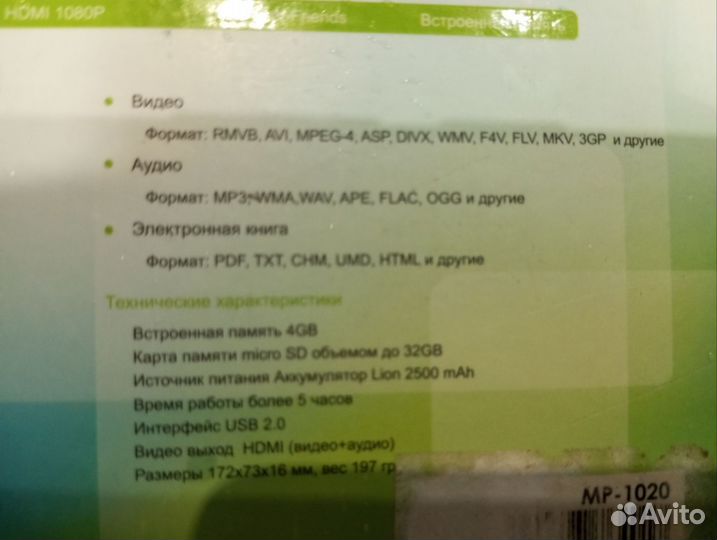 HDMI 1080P
Встроенная
• Видео
Формат: RMVB, AVI, MPEG-4, ASP, DIVX, WMV, F4V, FLV, MKV, 3GP и другие
• Аудио
Формат: MP3, WMA, WAV, APE, FLAC, OGG и другие
• Электронная книга
Формат: PDF, TXT, CHM, UMD, HTML и другие
Технические характеристики
Встроенная память 4GB
Карта памяти micro SD объемом до 32GB
Источник питания Аккумулятор Lion 2500 mAh
Время работы более 5 часов
Интерфейс USB 2.0
Видео выход HDMI (видео+аудио)
Размеры 172x73x16 мм, вес 197 гр
MP-1020
Avito